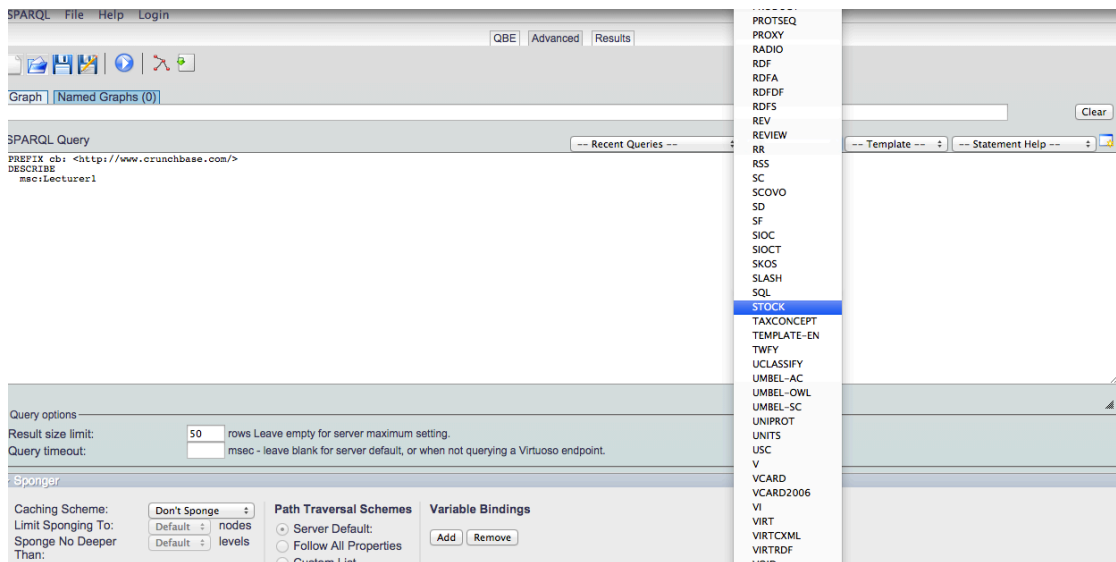 SPARQL File Help Login
QBE Advanced Results
Graph Named Graphs (0)
Clear
SPARQL Query
-- Recent Queries --
-- Template --
-- Statement Help --
PREFIX cb: <http://www.crunchbase.com/>
DESCRIBE
msc:Lecturer1
PROTSEQ
PROXY
RADIO
RDF
RDFA
RDFDF
RDFS
REV
REVIEW
RR
RSS
SC
SCOVO
SD
SF
SIOC
SIOCT
SKOS
SLASH
SQL
STOCK
TAXCONCEPT
TEMPLATE-EN
TWFY
UCLASSIFY
UMBEL-AC
UMBEL-OWL
UMBEL-SC
UNIPROT
UNITS
USC
V
VCARD
VCARD2006
VI
VIRT
VIRTCXML
VIRTRDF
Query options
Result size limit: 50 rows Leave empty for server maximum setting.
Query timeout: msec - leave blank for server default, or when not querying a Virtuoso endpoint.
- Sponger
Caching Scheme: Don't Sponge
Limit Sponging To: Default nodes
Sponge No Deeper Than: Default levels
Path Traversal Schemes
Server Default:
Follow All Properties
Custom List
Variable Bindings
Add Remove